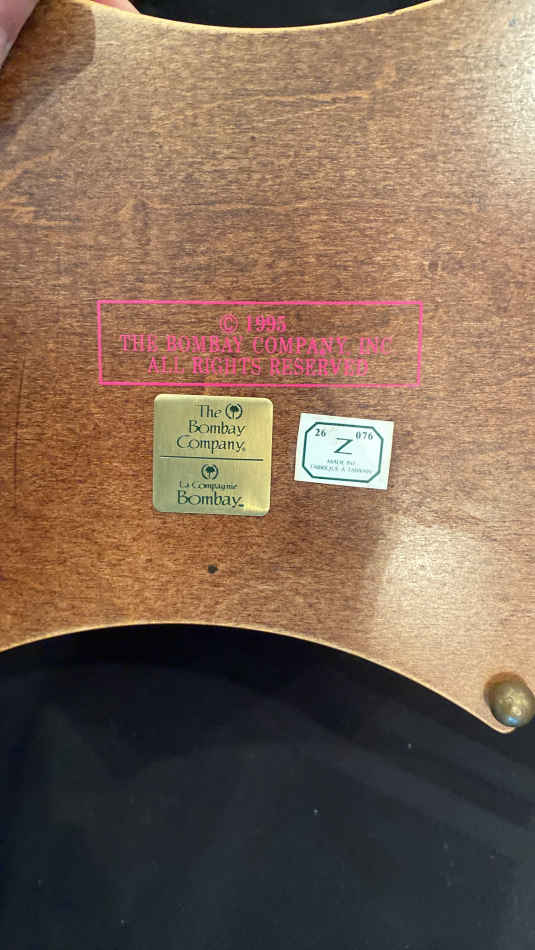 © 1995
THE BOMBAY COMPANY, INC.
ALL RIGHTS RESERVED
The
Bombay
Company®
La Compagnie
Bombay
26 Z 076
MADE IN/
FABRIQUÉ À TAIWAN